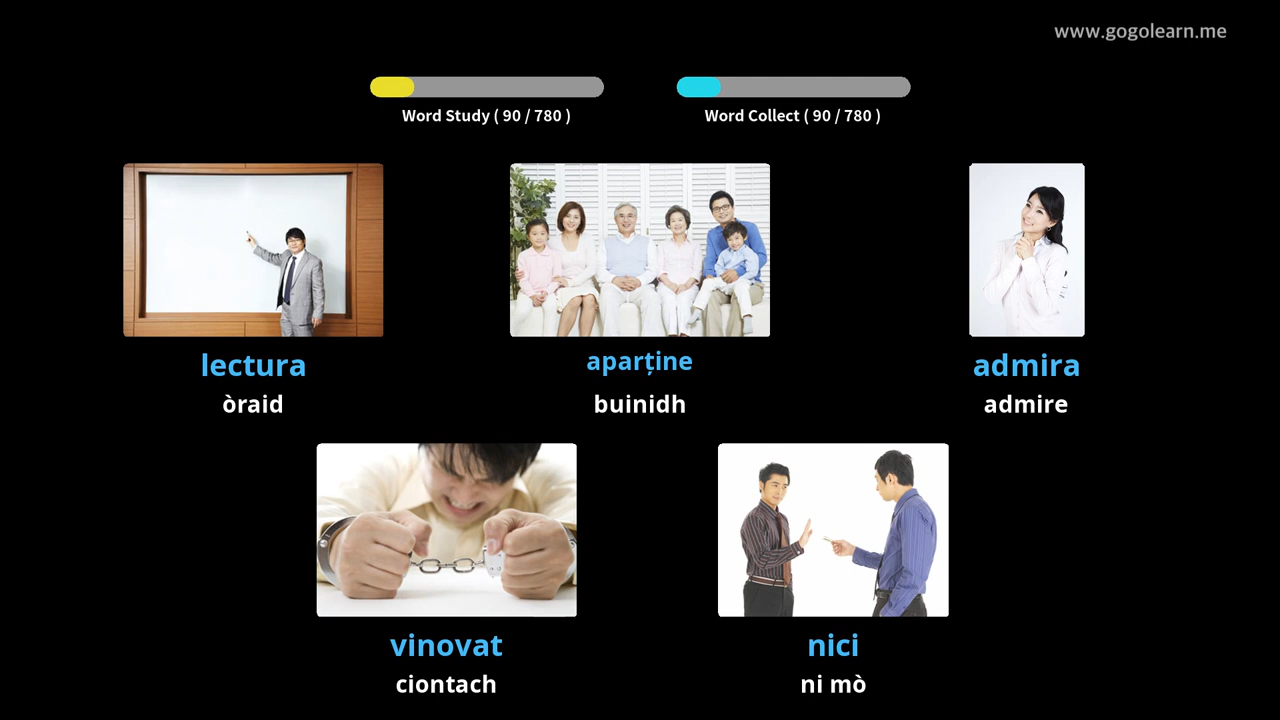 www.gogolearn.me
Word Study ( 90 / 780 )
Word Collect ( 90 / 780 )
lectura
òraid
aparține
buinidh
admira
admire
vinovat
ciontach
nici
ni mò